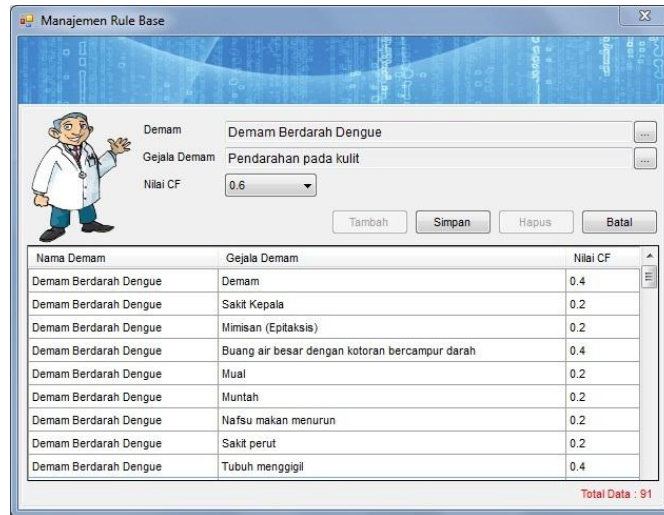 Manajemen Rule Base
Demam Demam Berdarah Dengue ...
Gejala Demam Pendarahan pada kulit ...
Nilai CF 0.6
Tambah Simpan Hapus Batal
Nama Demam Gejala Demam Nilai CF
Demam Berdarah Dengue Demam 0.4
Demam Berdarah Dengue Sakit Kepala 0.2
Demam Berdarah Dengue Mimisan (Epitaksis) 0.2
Demam Berdarah Dengue Buang air besar dengan kotoran bercampur darah 0.4
Demam Berdarah Dengue Mual 0.2
Demam Berdarah Dengue Muntah 0.2
Demam Berdarah Dengue Nafsu makan menurun 0.2
Demam Berdarah Dengue Sakit perut 0.2
Demam Berdarah Dengue Tubuh menggigil 0.4
Total Data : 91